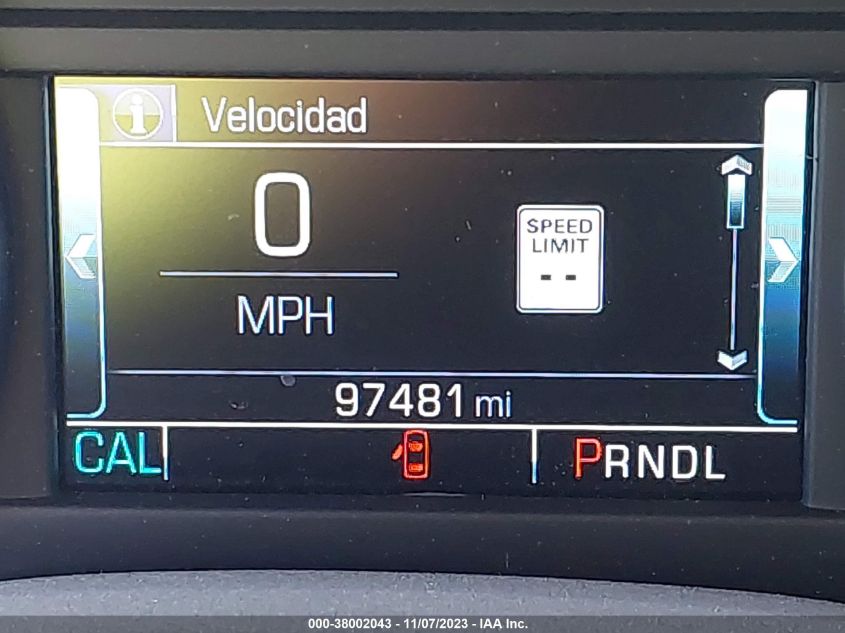 i Velocidad
0
MPH
SPEED
LIMIT
--
97481 mi
CAL
PRNDL
000-38002043 - 11/07/2023 - IAA Inc.